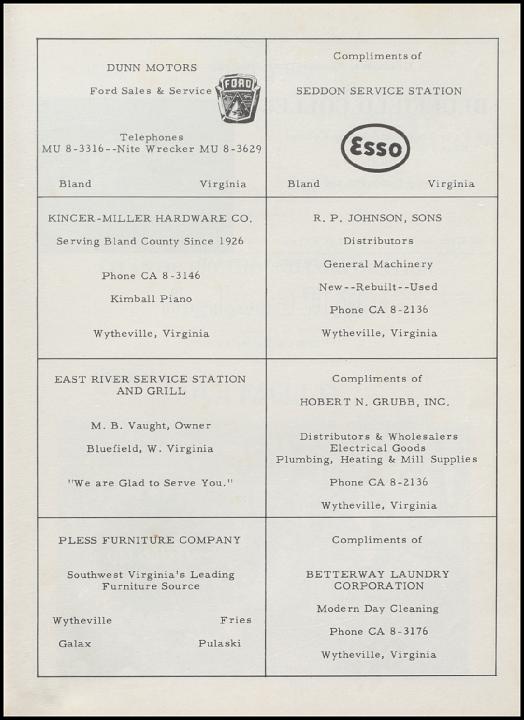 DUNN MOTORS
Ford Sales & Service
FORD
Telephones
MU 8-3316--Nite Wrecker MU 8-3629
Bland Virginia
Compliments of
SEDDON SERVICE STATION
Esso
Bland Virginia
KINCER-MILLER HARDWARE CO.
Serving Bland County Since 1926
Phone CA 8-3146
Kimball Piano
Wytheville, Virginia
R. P. JOHNSON, SONS
Distributors
General Machinery
New--Rebuilt--Used
Phone CA 8-2136
Wytheville, Virginia
EAST RIVER SERVICE STATION
AND GRILL
M. B. Vaught, Owner
Bluefield, W. Virginia
"We are Glad to Serve You."
Compliments of
HOBERT N. GRUBB, INC.
Distributors & Wholesalers
Electrical Goods
Plumbing, Heating & Mill Supplies
Phone CA 8-2136
Wytheville, Virginia
PLESS FURNITURE COMPANY
Southwest Virginia's Leading
Furniture Source
Wytheville Fries
Galax Pulaski
Compliments of
BETTERWAY LAUNDRY
CORPORATION
Modern Day Cleaning
Phone CA 8-3176
Wytheville, Virginia